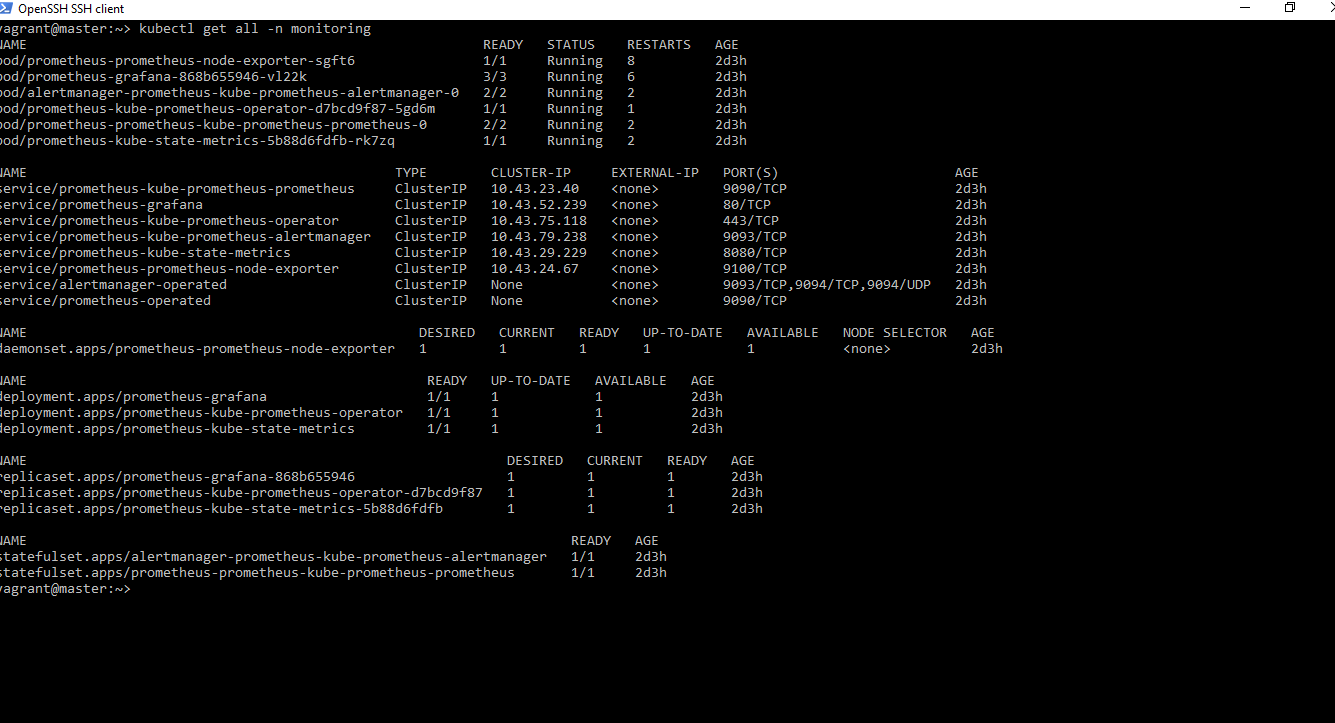 OpenSSH SSH client
vagrant@master:~> kubectl get all -n monitoring
NAME READY STATUS RESTARTS AGE
pod/prometheus-prometheus-node-exporter-sgft6 1/1 Running 8 2d3h
pod/prometheus-grafana-868b655946-vl22k 3/3 Running 6 2d3h
pod/alertmanager-prometheus-kube-prometheus-alertmanager-0 2/2 Running 2 2d3h
pod/prometheus-kube-prometheus-operator-d7bcd9f87-5gd6m 1/1 Running 1 2d3h
pod/prometheus-prometheus-kube-prometheus-prometheus-0 2/2 Running 2 2d3h
pod/prometheus-kube-state-metrics-5b88d6fdfb-rk7zq 1/1 Running 2 2d3h
NAME TYPE CLUSTER-IP EXTERNAL-IP PORT(S) AGE
service/prometheus-kube-prometheus-prometheus ClusterIP 10.43.23.40 <none> 9090/TCP 2d3h
service/prometheus-grafana ClusterIP 10.43.52.239 <none> 80/TCP 2d3h
service/prometheus-kube-prometheus-operator ClusterIP 10.43.75.118 <none> 443/TCP 2d3h
service/prometheus-kube-prometheus-alertmanager ClusterIP 10.43.79.238 <none> 9093/TCP 2d3h
service/prometheus-kube-state-metrics ClusterIP 10.43.29.229 <none> 8080/TCP 2d3h
service/prometheus-prometheus-node-exporter ClusterIP 10.43.24.67 <none> 9100/TCP 2d3h
service/alertmanager-operated ClusterIP None <none> 9093/TCP,9094/TCP,9094/UDP 2d3h
service/prometheus-operated ClusterIP None <none> 9090/TCP 2d3h
NAME DESIRED CURRENT READY UP-TO-DATE AVAILABLE NODE SELECTOR AGE
daemonset.apps/prometheus-prometheus-node-exporter 1 1 1 1 1 <none> 2d3h
NAME READY UP-TO-DATE AVAILABLE AGE
deployment.apps/prometheus-grafana 1/1 1 1 2d3h
deployment.apps/prometheus-kube-prometheus-operator 1/1 1 1 2d3h
deployment.apps/prometheus-kube-state-metrics 1/1 1 1 2d3h
NAME DESIRED CURRENT READY AGE
replicaset.apps/prometheus-grafana-868b655946 1 1 1 2d3h
replicaset.apps/prometheus-kube-prometheus-operator-d7bcd9f87 1 1 1 2d3h
replicaset.apps/prometheus-kube-state-metrics-5b88d6fdfb 1 1 1 2d3h
NAME READY AGE
statefulset.apps/alertmanager-prometheus-kube-prometheus-alertmanager 1/1 2d3h
statefulset.apps/prometheus-prometheus-kube-prometheus-prometheus 1/1 2d3h
vagrant@master:~>